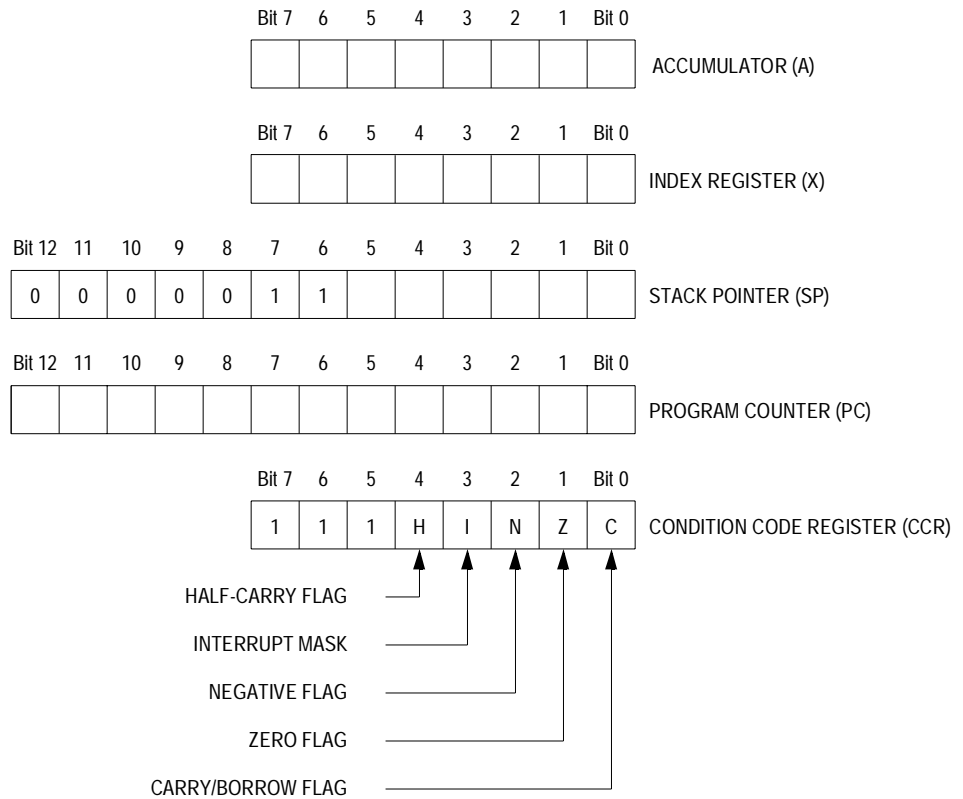 Bit 7 6 5 4 3 2 1 Bit 0
ACCUMULATOR (A)
Bit 7 6 5 4 3 2 1 Bit 0
INDEX REGISTER (X)
Bit 12 11 10 9 8 7 6 5 4 3 2 1 Bit 0
0 0 0 0 0 1 1 STACK POINTER (SP)
Bit 12 11 10 9 8 7 6 5 4 3 2 1 Bit 0
PROGRAM COUNTER (PC)
Bit 7 6 5 4 3 2 1 Bit 0
1 1 1 H I N Z C CONDITION CODE REGISTER (CCR)
HALF-CARRY FLAG
INTERRUPT MASK
NEGATIVE FLAG
ZERO FLAG
CARRY/BORROW FLAG